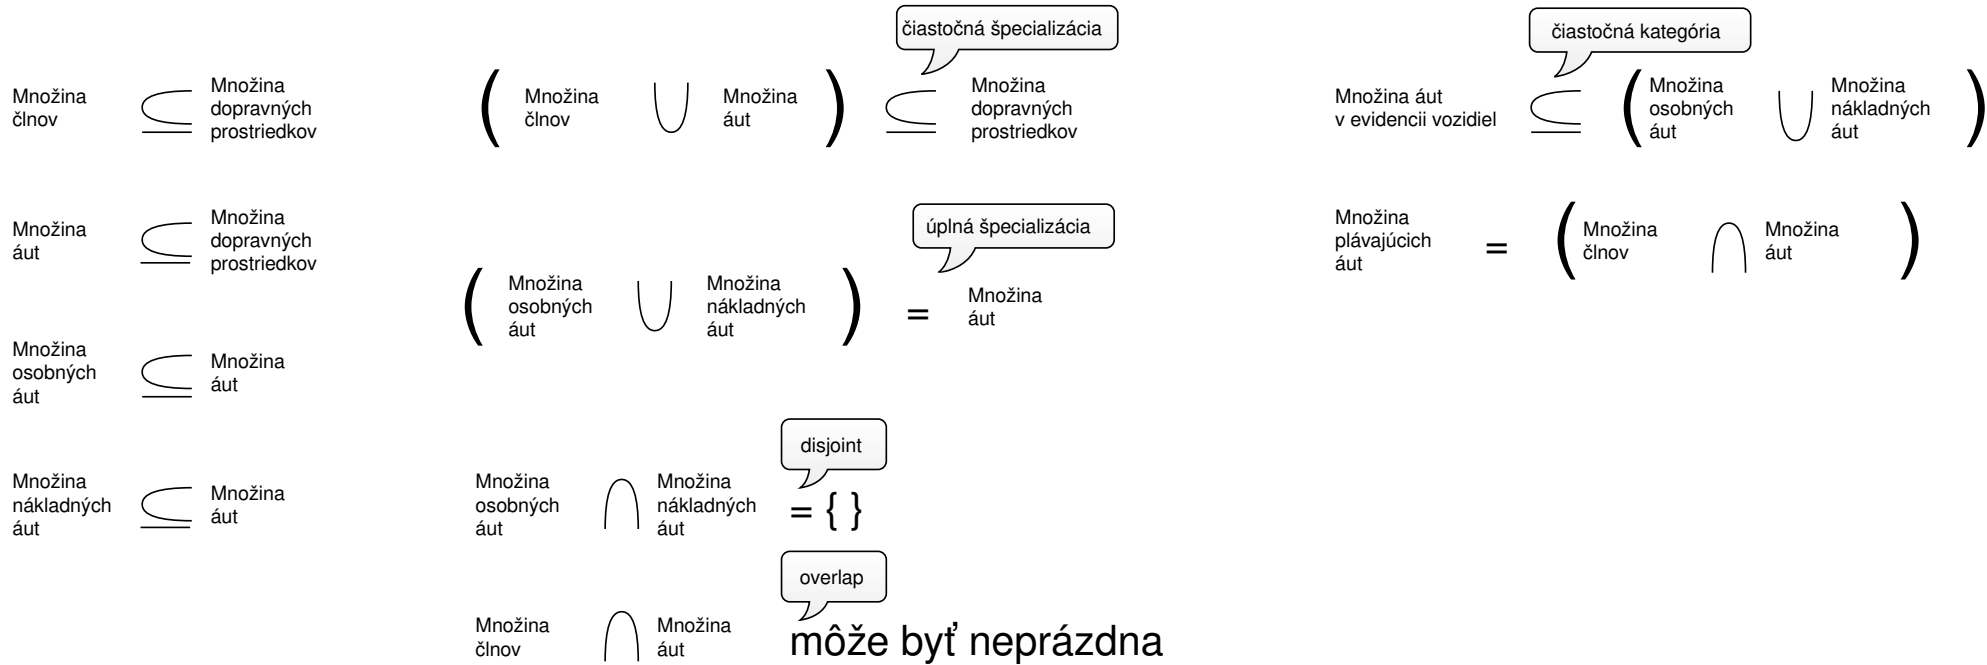 Množina
člnov
⊆
Množina
dopravných
prostriedkov
Množina
áut
⊆
Množina
dopravných
prostriedkov
Množina
osobných
áut
⊆
Množina
áut
Množina
nákladných
áut
⊆
Množina
áut
čiastočná špecializácia
(
Množina
člnov
∪
Množina
áut
)
⊆
Množina
dopravných
prostriedkov
úplná špecializácia
(
Množina
osobných
áut
∪
Množina
nákladných
áut
)
=
Množina
áut
disjoint
Množina
osobných
áut
∩
Množina
nákladných
áut
= { }
overlap
Množina
člnov
∩
Množina
áut
môže byť neprázdna
čiastočná kategória
Množina áut
v evidencii vozidiel
⊆
(
Množina
osobných
áut
∪
Množina
nákladných
áut
)
Množina
plávajúcich
áut
=
(
Množina
člnov
∩
Množina
áut
)